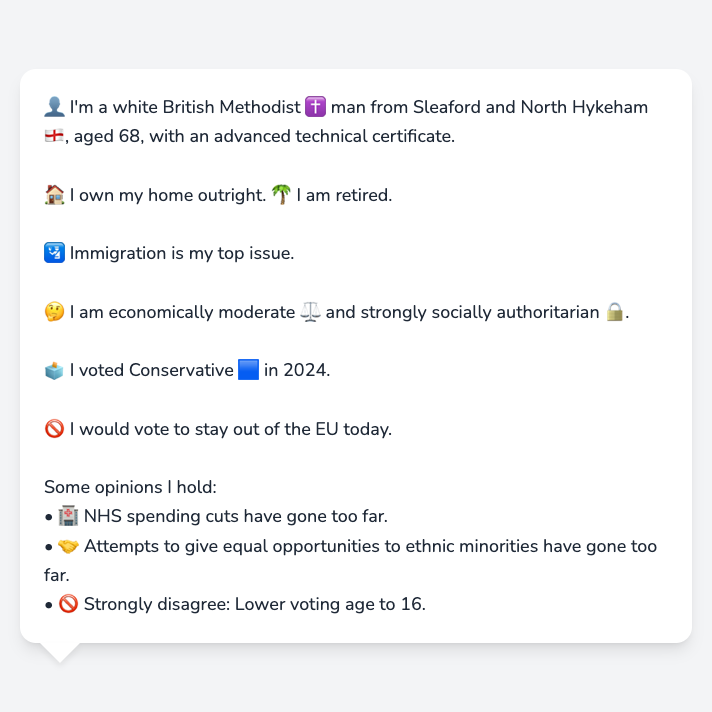 👤 I'm a white British Methodist ✝️ man from Sleaford and North Hykeham
🏴󠁧󠁢󠁥󠁮󠁧󠁿, aged 68, with an advanced technical certificate.
🏠 I own my home outright. 🌴 I am retired.
🛂 Immigration is my top issue.
🤔 I am economically moderate ⚖️ and strongly socially authoritarian 🔒.
🗳️ I voted Conservative 🟦 in 2024.
🚫 I would vote to stay out of the EU today.
Some opinions I hold:
• 🏥 NHS spending cuts have gone too far.
• 🤝 Attempts to give equal opportunities to ethnic minorities have gone too
far.
• 🚫 Strongly disagree: Lower voting age to 16.